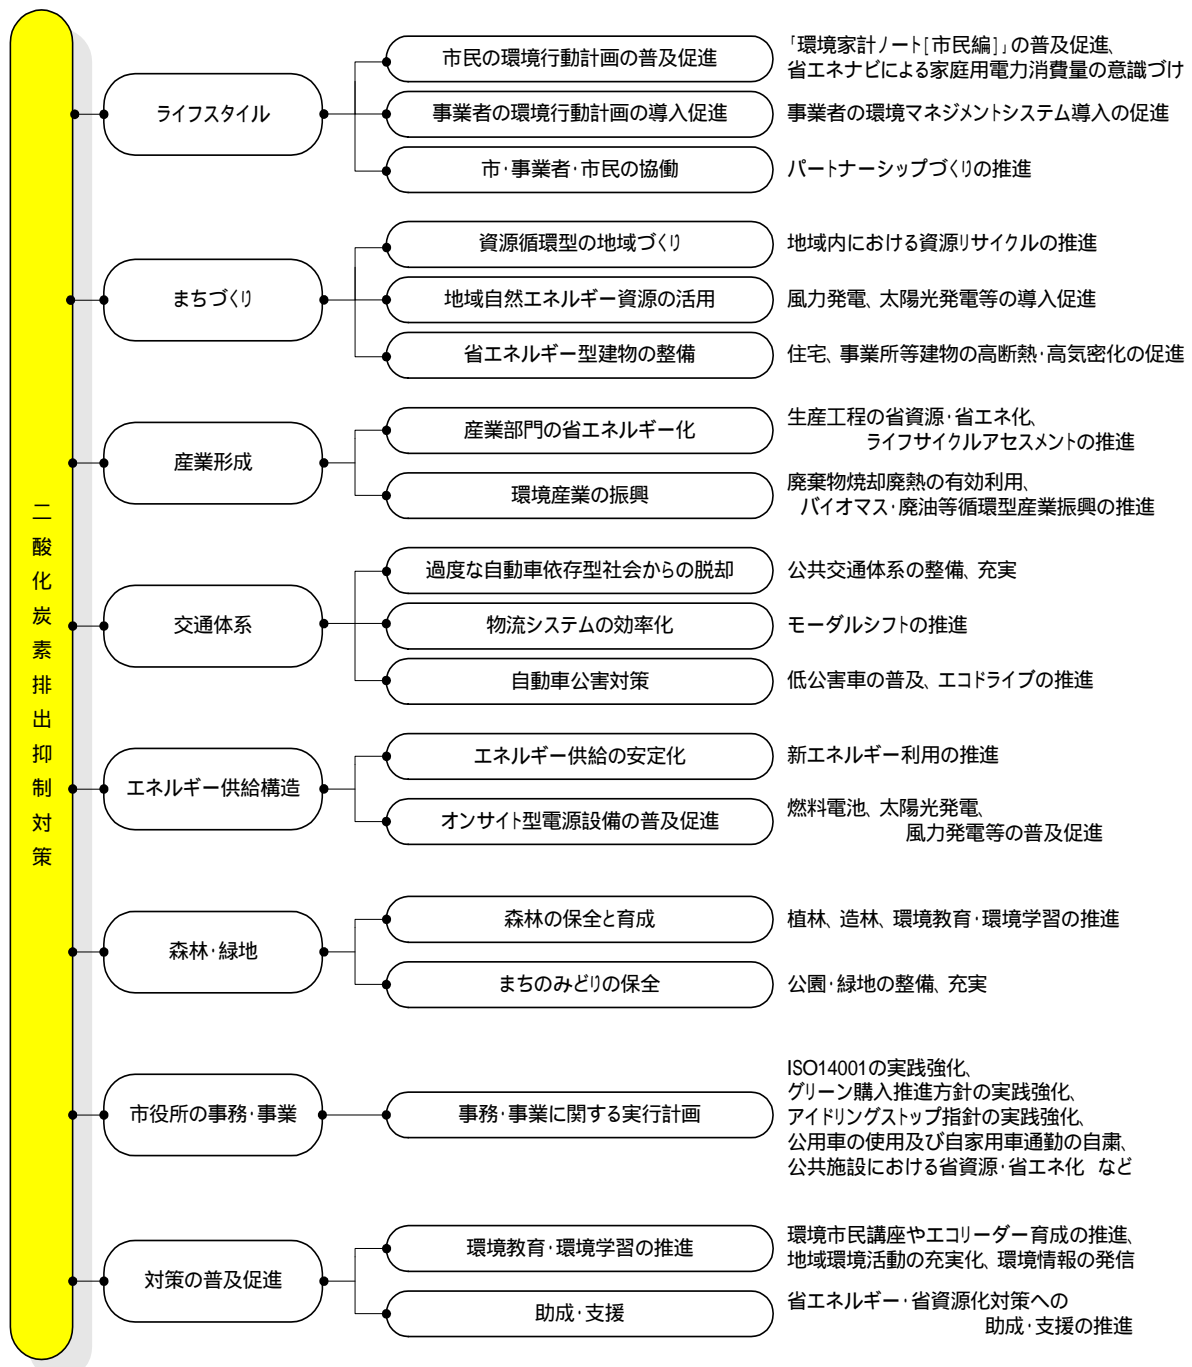 二酸化炭素排出抑制対策
ライフスタイル
市民の環境行動計画の普及促進
「環境家計ノート[市民編]」の普及促進、
省エネナビによる家庭用電力消費量の意識づけ
事業者の環境行動計画の導入促進
事業者の環境マネジメントシステム導入の促進
市・事業者・市民の協働
パートナーシップづくりの推進
まちづくり
資源循環型の地域づくり
地域内における資源リサイクルの推進
地域自然エネルギー資源の活用
風力発電、太陽光発電等の導入促進
省エネルギー型建物の整備
住宅、事業所等建物の高断熱・高気密化の促進
産業形成
産業部門の省エネルギー化
生産工程の省資源・省エネ化、
ライフサイクルアセスメントの推進
環境産業の振興
廃棄物焼却廃熱の有効利用、
バイオマス・廃油等循環型産業振興の推進
交通体系
過度な自動車依存型社会からの脱却
公共交通体系の整備、充実
物流システムの効率化
モーダルシフトの推進
自動車公害対策
低公害車の普及、エコドライブの推進
エネルギー供給構造
エネルギー供給の安定化
新エネルギー利用の推進
オンサイト型電源設備の普及促進
燃料電池、太陽光発電、
風力発電等の普及促進
森林・緑地
森林の保全と育成
植林、造林、環境教育・環境学習の推進
まちのみどりの保全
公園・緑地の整備、充実
市役所の事務・事業
事務・事業に関する実行計画
ISO14001の実践強化、
グリーン購入推進方針の実践強化、
アイドリングストップ指針の実践強化、
公用車の使用及び自家用車通勤の自粛、
公共施設における省資源・省エネ化 など
対策の普及促進
環境教育・環境学習の推進
環境市民講座やエコリーダー育成の推進、
地域環境活動の充実化、環境情報の発信
助成・支援
省エネルギー・省資源化対策への
助成・支援の推進